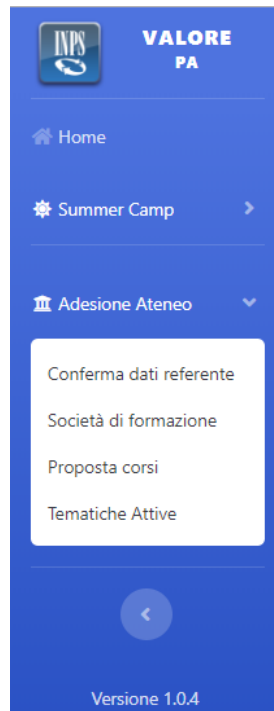 INPS
VALORE
PA
Home
Summer Camp
Adesione Ateneo
Conferma dati referente
Società di formazione
Proposta corsi
Tematiche Attive
Versione 1.0.4